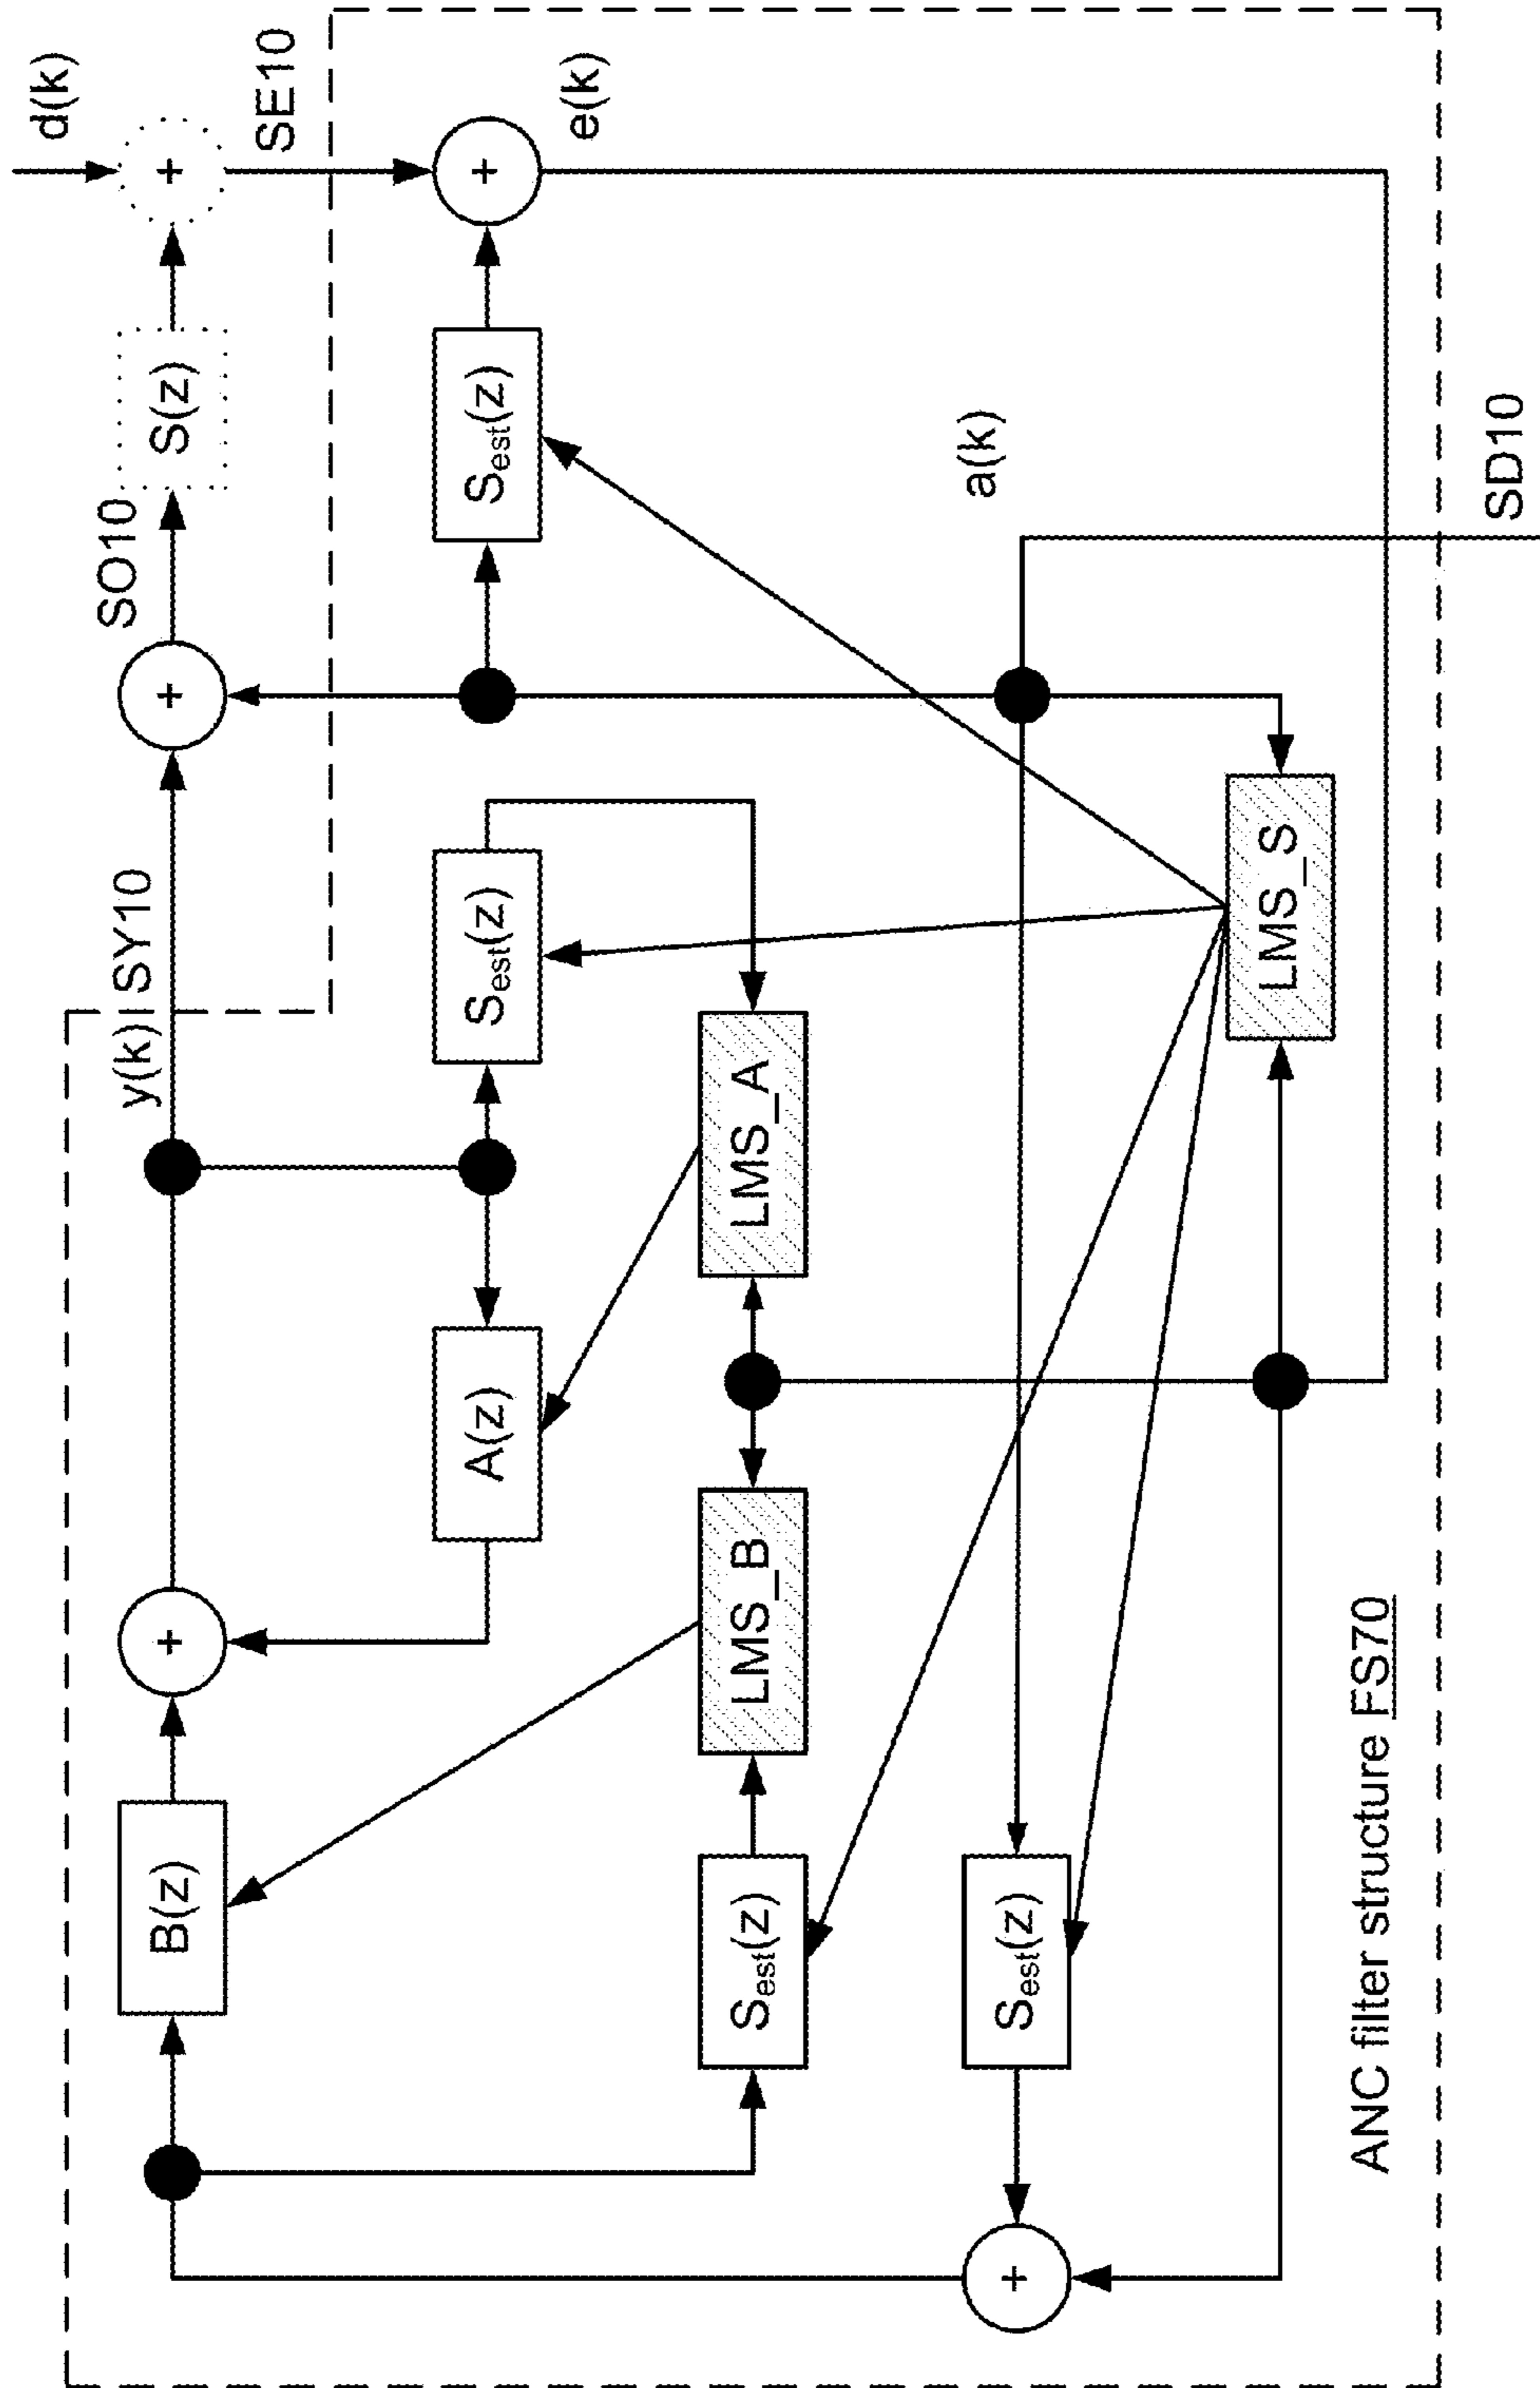 d(k)
y(k) SY10
SO10
B(z)
+
+
S(z)
+
SE10
A(z)
S_est(z)
S_est(z)
+
e(k)
S_est(z)
LMS_B
LMS_A
a(k)
+
S_est(z)
LMS_S
ANC filter structure FS70
SD10